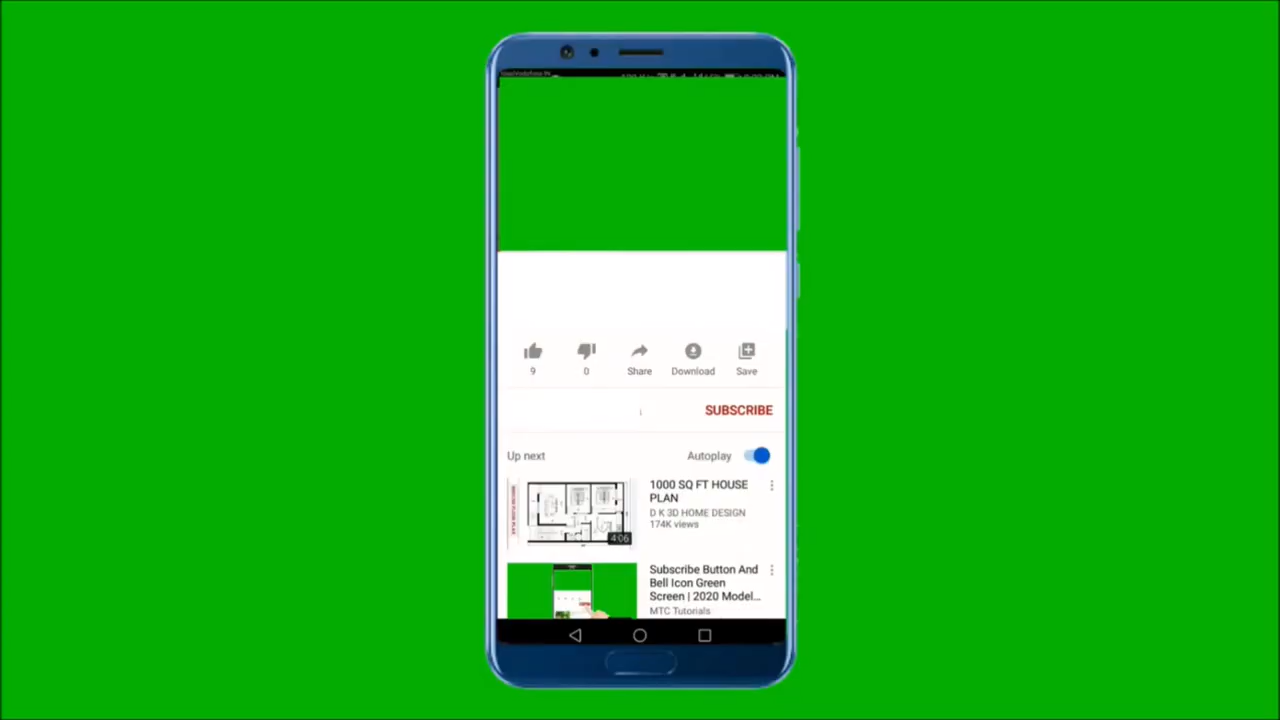 9
0
Share
Download
Save
SUBSCRIBE
Up next
Autoplay
1000 SQ FT HOUSE
PLAN
D K 3D HOME DESIGN
174K views
4:06
Subscribe Button And
Bell Icon Green
Screen | 2020 Model...
MTC Tutorials